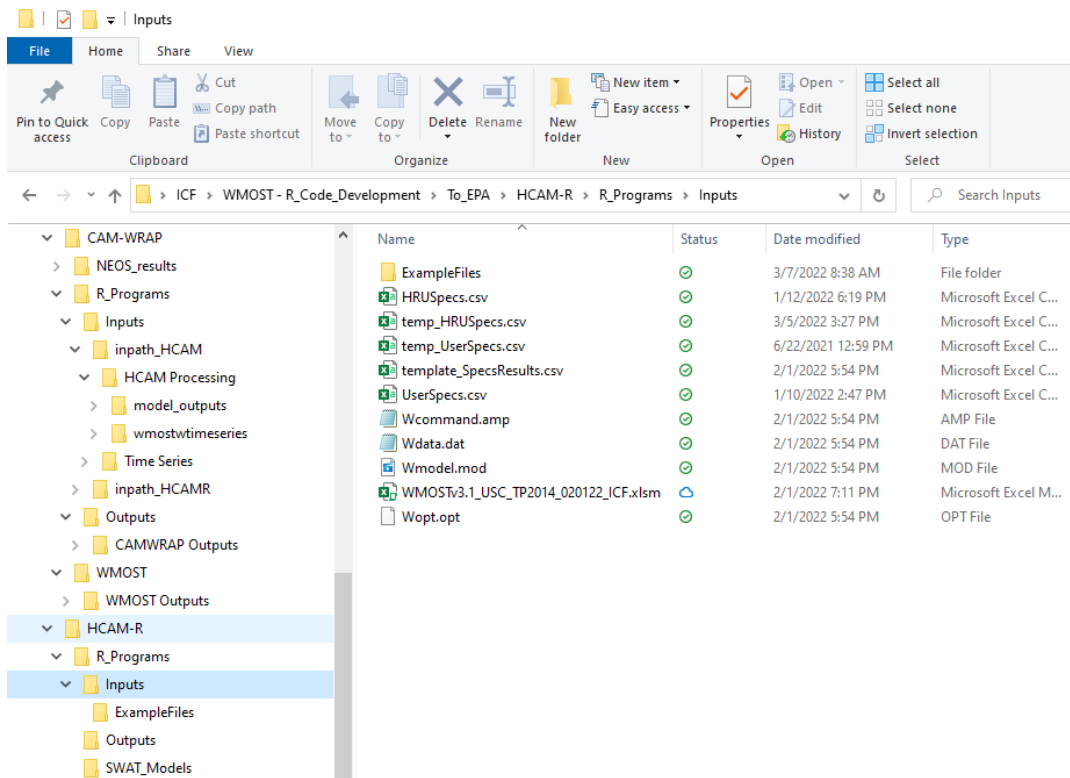 Inputs
File Home Share View
Pin to Quick access
Copy
Paste
Cut
Copy path
Paste shortcut
Clipboard
Move to
Copy to
Delete
Rename
Organize
New folder
New item
Easy access
New
Properties
Open
Edit
History
Open
Select all
Select none
Invert selection
Select
ICF > WMOST - R_Code_Development > To_EPA > HCAM-R > R_Programs > Inputs
Search Inputs
CAM-WRAP
NEOS_results
R_Programs
Inputs
inpath_HCAM
HCAM Processing
model_outputs
wmostwtimeseries
Time Series
inpath_HCAMR
Outputs
CAMWRAP Outputs
WMOST
WMOST Outputs
HCAM-R
R_Programs
Inputs
ExampleFiles
Outputs
SWAT_Models
Name Status Date modified Type
ExampleFiles 3/7/2022 8:38 AM File folder
HRUSpecs.csv 1/12/2022 6:19 PM Microsoft Excel C...
temp_HRUSpecs.csv 3/5/2022 3:27 PM Microsoft Excel C...
temp_UserSpecs.csv 6/22/2021 12:59 PM Microsoft Excel C...
template_SpecsResults.csv 2/1/2022 5:54 PM Microsoft Excel C...
UserSpecs.csv 1/10/2022 2:47 PM Microsoft Excel C...
Wcommand.amp 2/1/2022 5:54 PM AMP File
Wdata.dat 2/1/2022 5:54 PM DAT File
Wmodel.mod 2/1/2022 5:54 PM MOD File
WMOSTv3.1_USC_TP2014_020122_ICF.xlsm 2/1/2022 7:11 PM Microsoft Excel M...
Wopt.opt 2/1/2022 5:54 PM OPT File